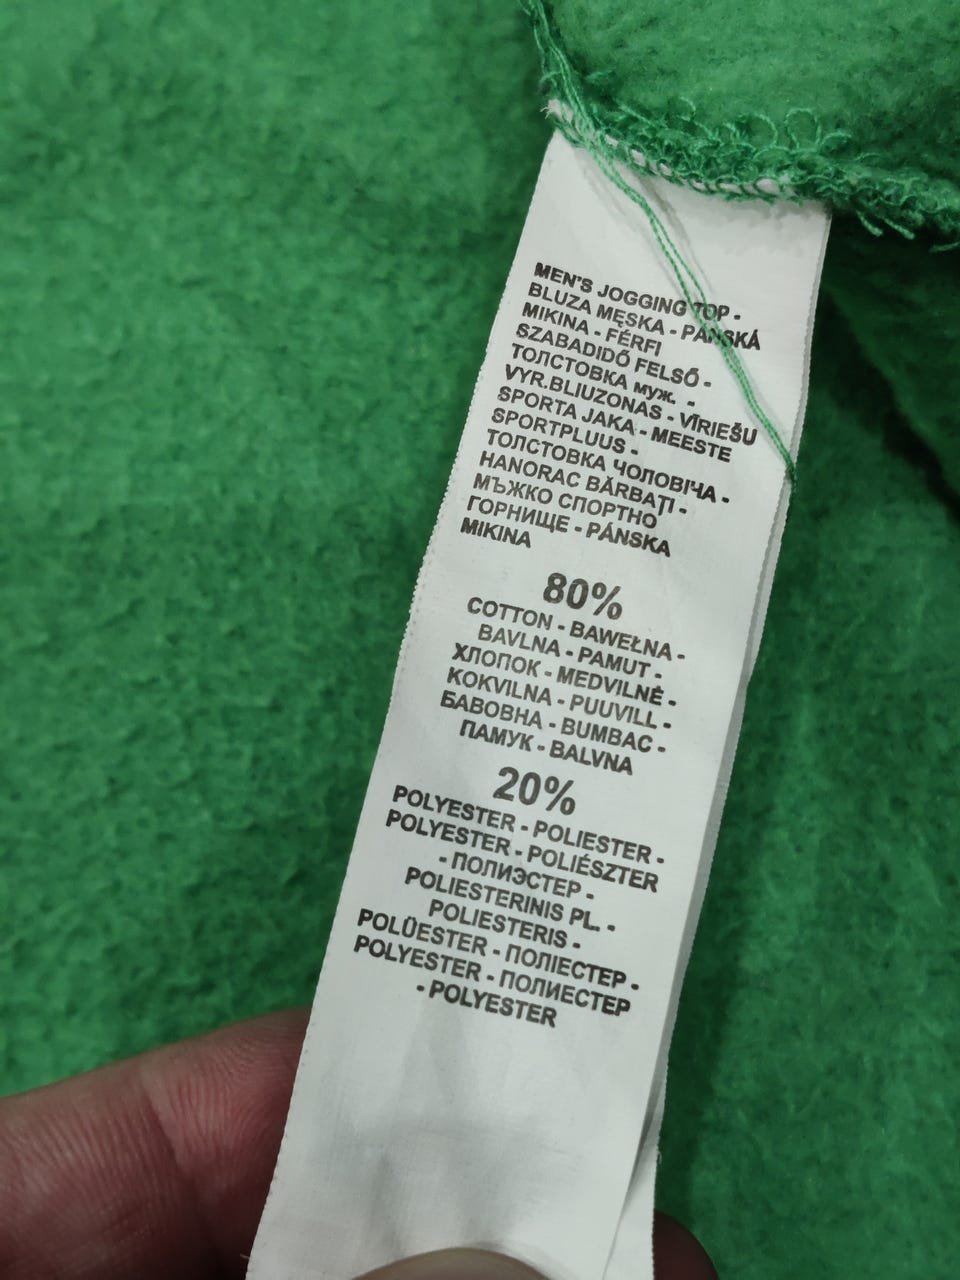 MEN'S JOGGING TOP -
BLUZA MĘSKA - PÁNSKÁ
MIKINA - FÉRFI
SZABADIDŐ FELSŐ -
ТОЛСТОВКА муж. -
VYR.BLIUZONAS - VĪRIEŠU
SPORTA JAKA - MEESTE
SPORTPLUUS -
ТОЛСТОВКА ЧОЛОВІЧА -
HANORAC BĂRBAȚI -
МЪЖКО СПОРТНО
ГОРНИЩЕ - PÁNSKA
MIKINA
80%
COTTON - BAWEŁNA -
BAVLNA - PAMUT -
ХЛОПОК - MEDVILNĖ -
KOKVILNA - PUUVILL -
БАВОВНА - BUMBAC -
ПАМУК - BALVNA
20%
POLYESTER - POLIESTER -
POLYESTER - POLIÉSZTER
- ПОЛИЭСТЕР -
POLIESTERINIS PL. -
POLIESTERIS -
POLÜESTER - ПОЛІЕСТЕР -
POLYESTER - ПОЛИЕСТЕР
- POLYESTER